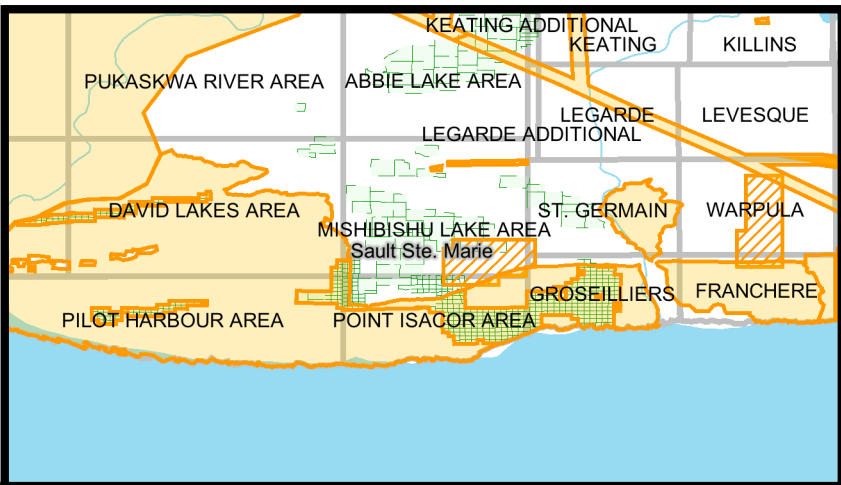 KEATING ADDITIONAL
KEATING
KILLINS
PUKASKWA RIVER AREA
ABBIE LAKE AREA
LEGARDE
LEVESQUE
LEGARDE ADDITIONAL
DAVID LAKES AREA
ST. GERMAIN
WARPULA
MISHIBISHU LAKE AREA
Sault Ste. Marie
GROSEILLIERS
FRANCHERE
PILOT HARBOUR AREA
POINT ISACOR AREA